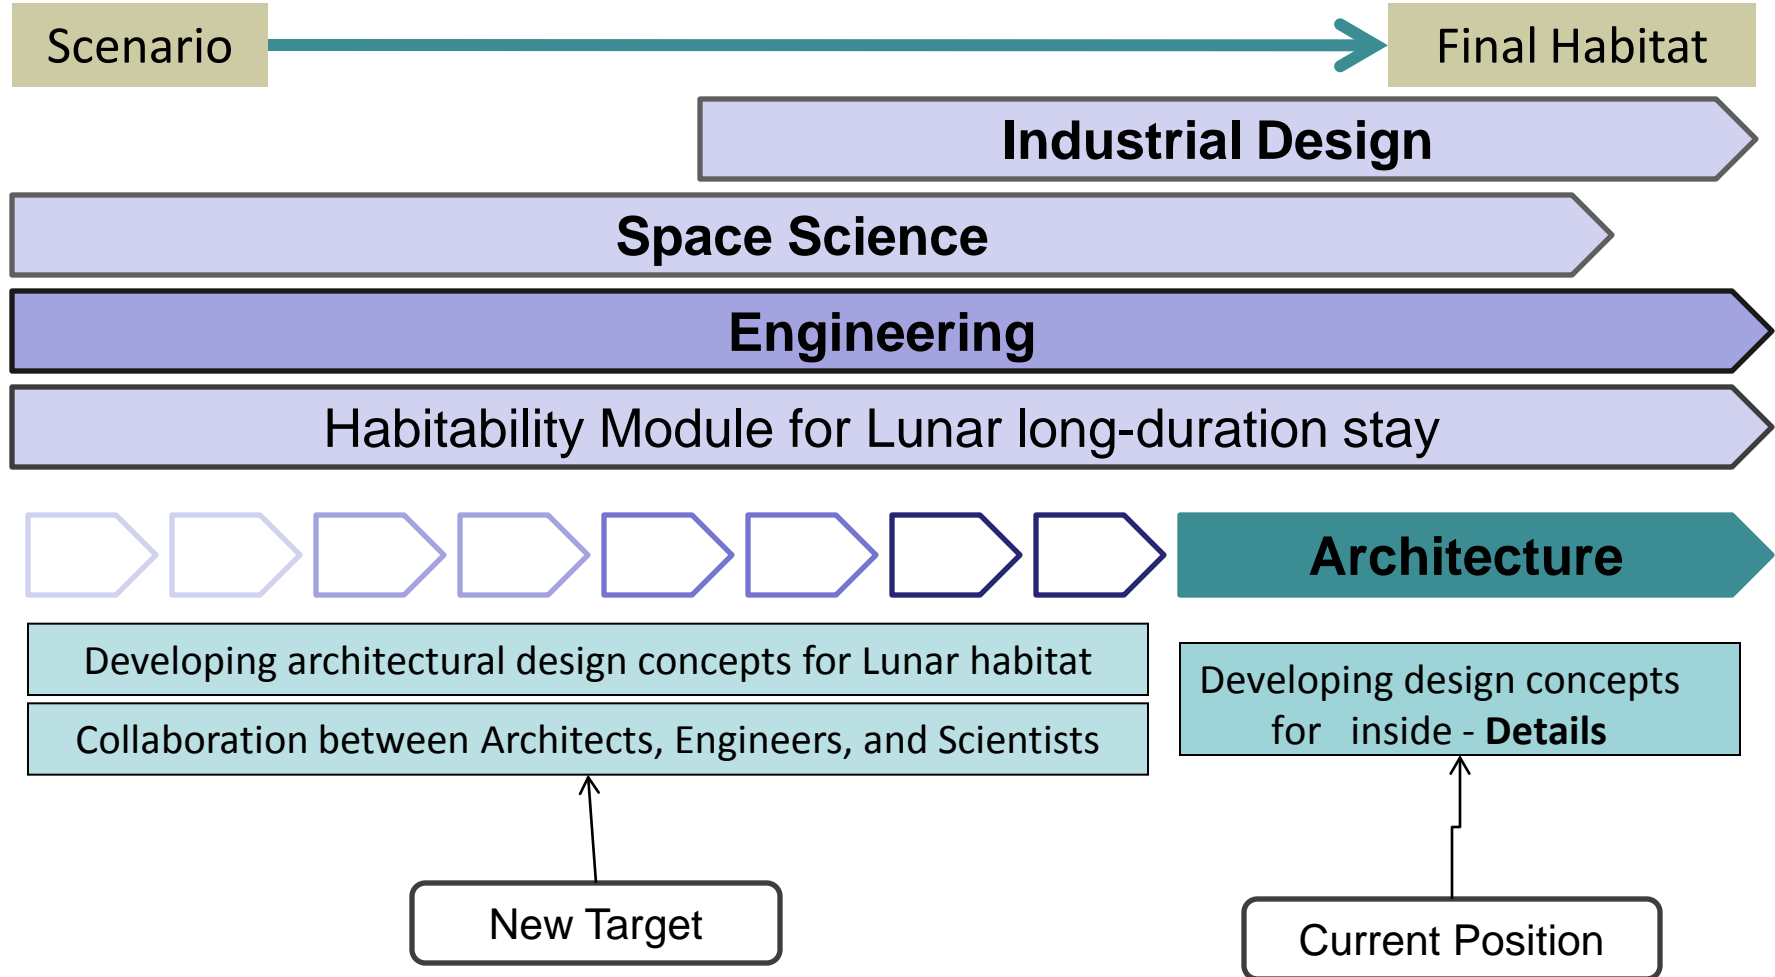 Scenario
Final Habitat
Industrial Design
Space Science
Engineering
Habitability Module for Lunar long-duration stay
Architecture
Developing architectural design concepts for Lunar habitat
Collaboration between Architects, Engineers, and Scientists
Developing design concepts
for inside - Details
New Target
Current Position